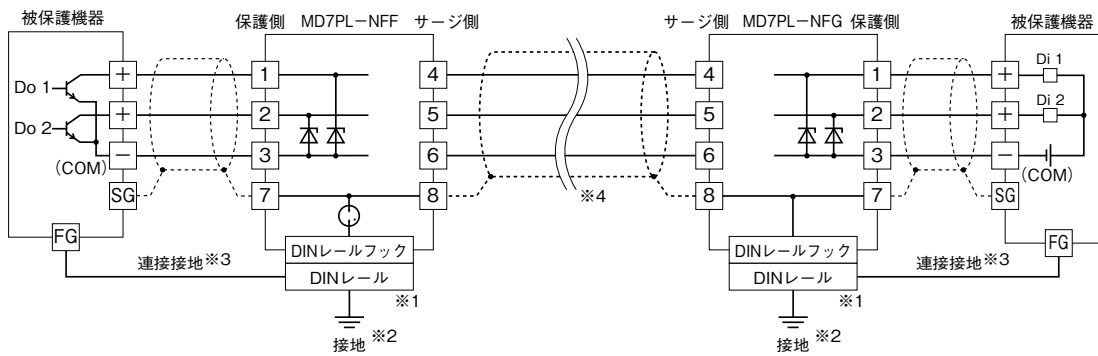 被保護機器 保護側 MD7PL−NFF サージ側 サージ側 MD7PL−NFG 保護側 被保護機器
Do 1 + 1 4 4 1 + Di 1
Do 2 + 2 5 5 2 + Di 2
− 3 6 6 3 −
(COM) (COM)
SG 7 8 ※4 8 7 SG
FG DINレールフック DINレールフック FG
連接接地※3 DINレール DINレール 連接接地※3
※1 ※1
接地 ※2 接地 ※2